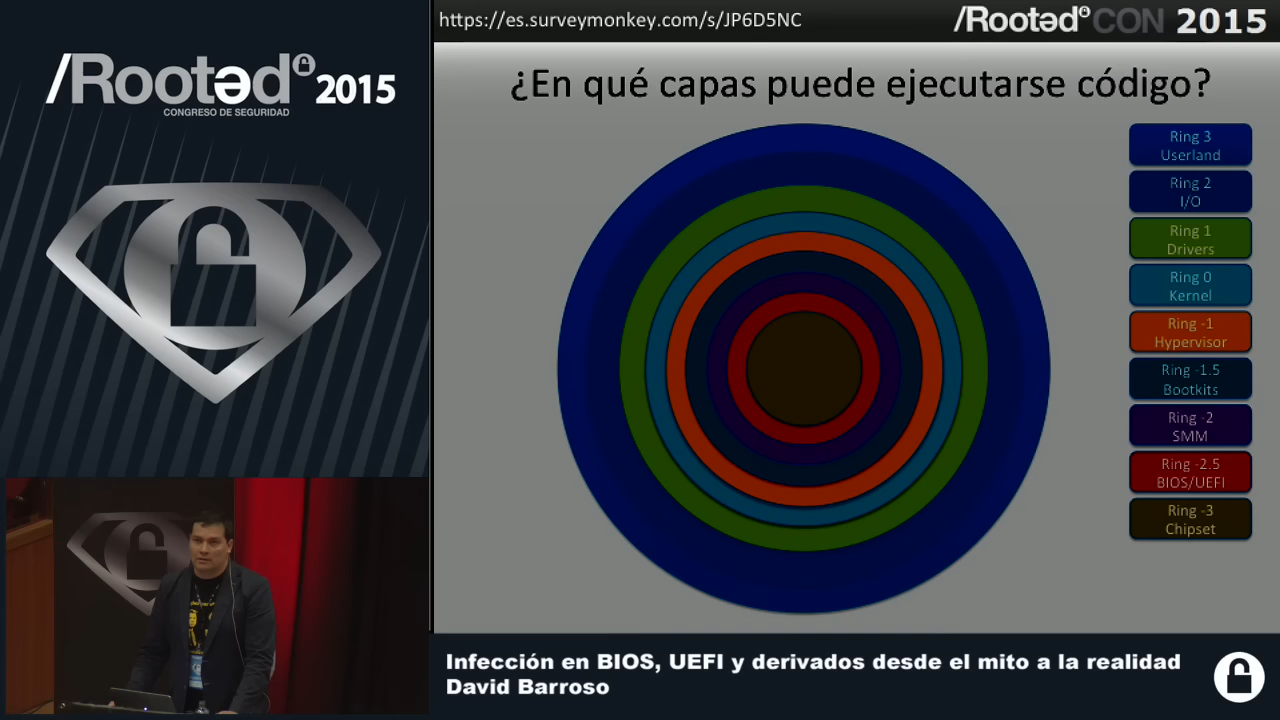 /Rootəd
2015
CONGRESO DE SEGURIDAD
https://es.surveymonkey.com/s/JP6D5NC
/RootədCON 2015
¿En qué capas puede ejecutarse código?
Ring 3
Userland
Ring 2
I/O
Ring 1
Drivers
Ring 0
Kernel
Ring -1
Hypervisor
Ring -1.5
Bootkits
Ring -2
SMM
Ring -2.5
BIOS/UEFI
Ring -3
Chipset
Infección en BIOS, UEFI y derivados desde el mito a la realidad
David Barroso